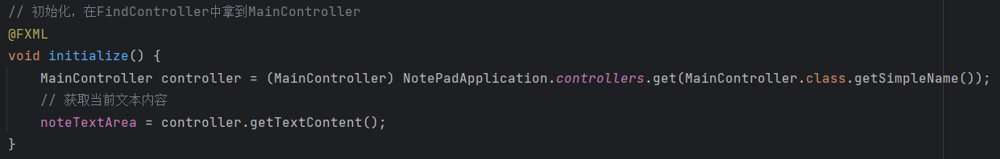 // 初始化，在FindController中拿到MainController
@FXML
void initialize() {
    MainController controller = (MainController) NotePadApplication.controllers.get(MainController.class.getSimpleName());
    // 获取当前文本内容
    noteTextArea = controller.getTextContent();
}